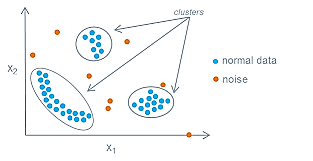 clusters
normal data
noise
x₂
x₁